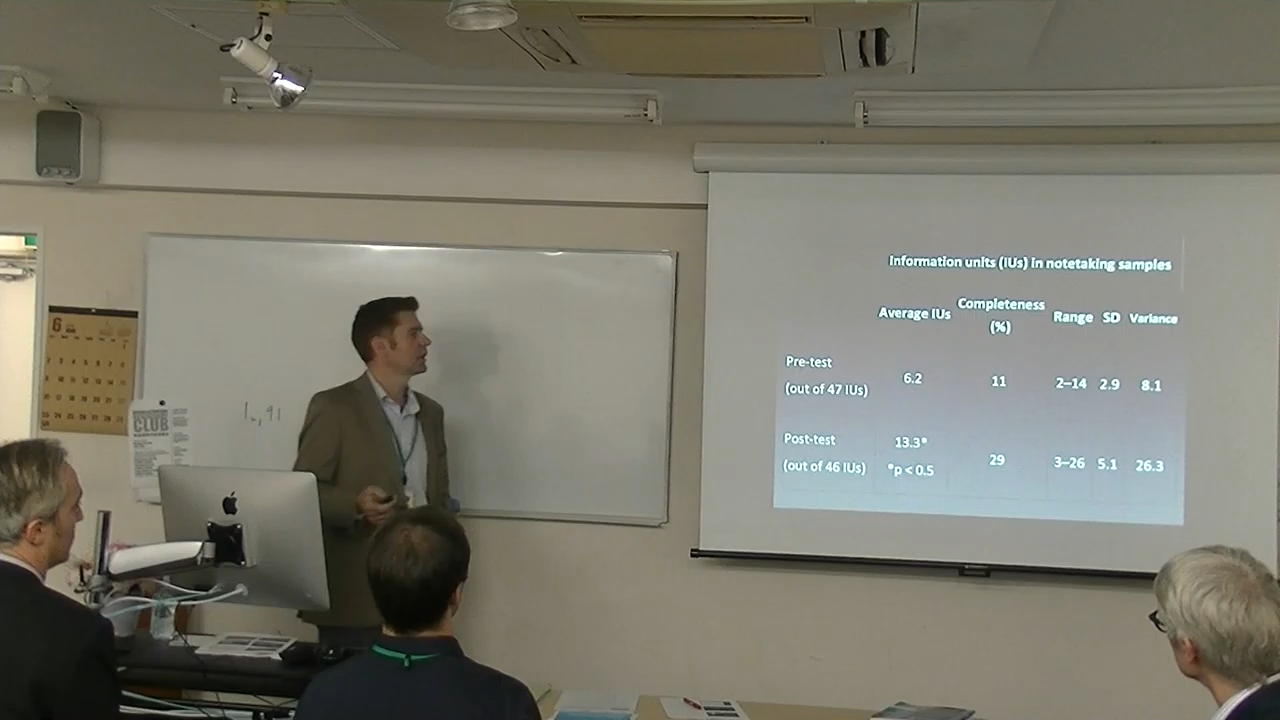 Information units (IUs) in notetaking samples
Average IUs
Completeness
(%)
Range
SD
Variance
Pre-test
(out of 47 IUs)
6.2
11
2–14
2.9
8.1
Post-test
(out of 46 IUs)
13.3*
*p < 0.5
29
3–26
5.1
26.3
6
CLUB